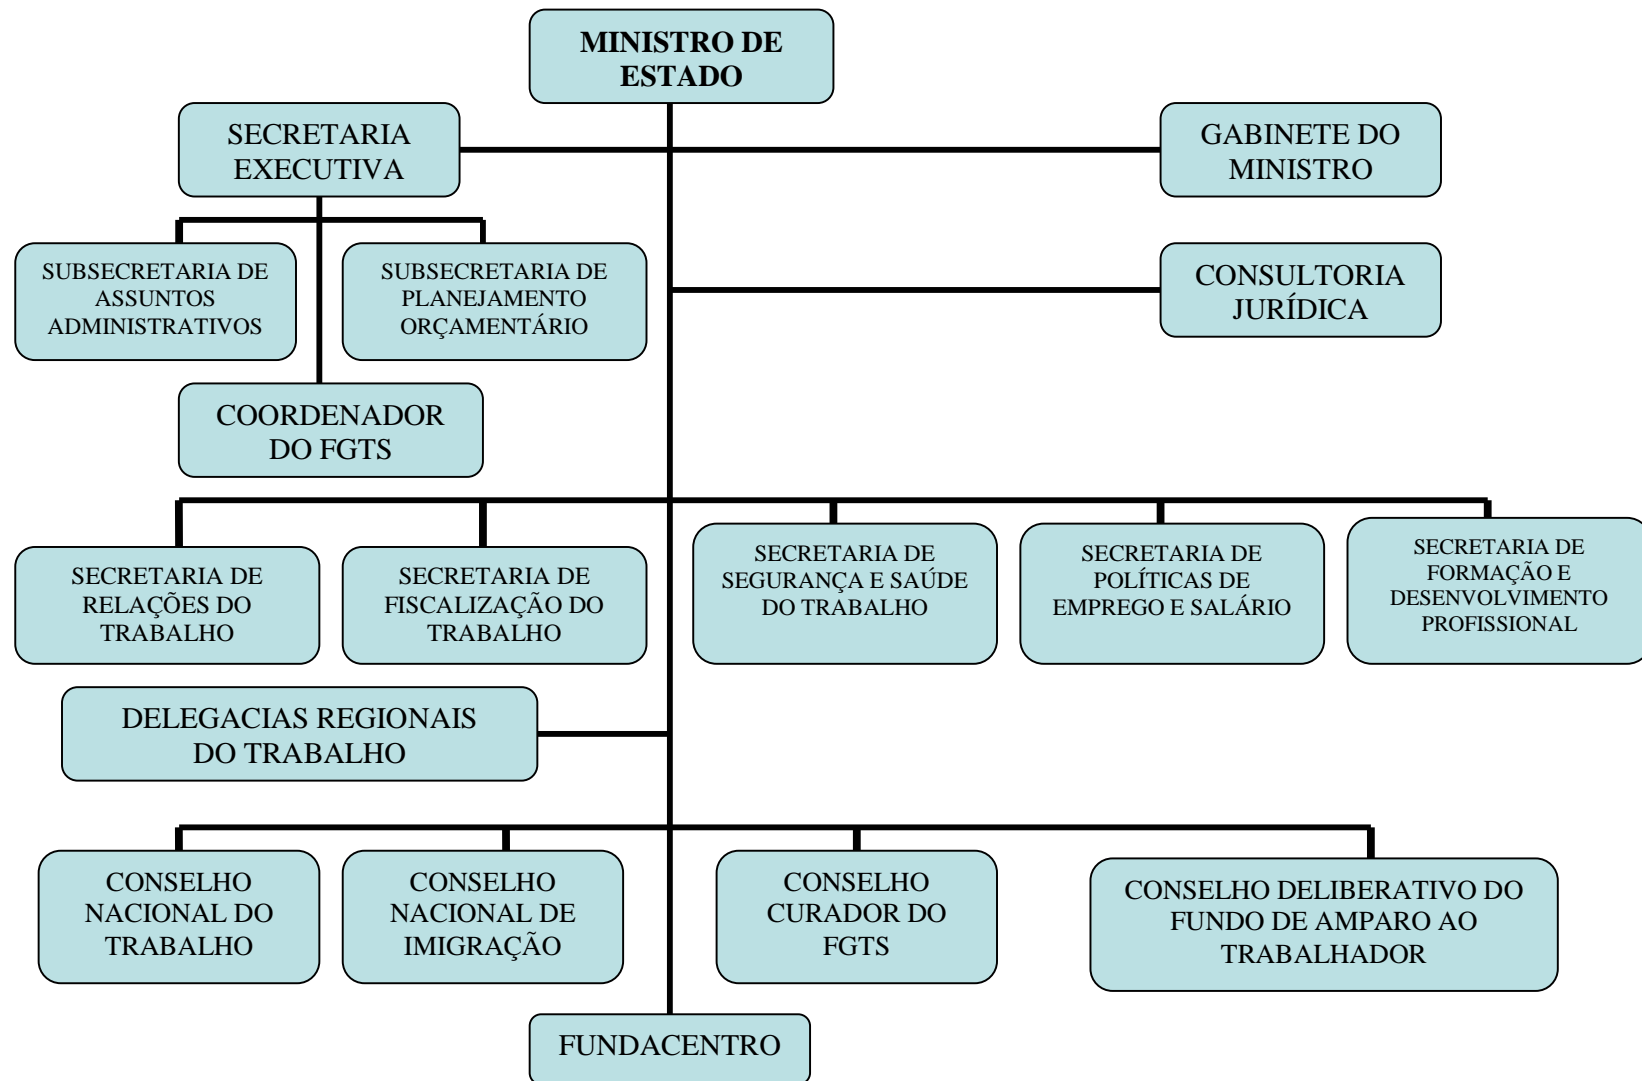 MINISTRO DE
ESTADO
SECRETARIA
EXECUTIVA
GABINETE DO
MINISTRO
SUBSECRETARIA DE
ASSUNTOS
ADMINISTRATIVOS
SUBSECRETARIA DE
PLANEJAMENTO
ORÇAMENTÁRIO
CONSULTORIA
JURÍDICA
COORDENADOR
DO FGTS
SECRETARIA DE
RELAÇÕES DO
TRABALHO
SECRETARIA DE
FISCALIZAÇÃO DO
TRABALHO
SECRETARIA DE
SEGURANÇA E SAÚDE
DO TRABALHO
SECRETARIA DE
POLÍTICAS DE
EMPREGO E SALÁRIO
SECRETARIA DE
FORMAÇÃO E
DESENVOLVIMENTO
PROFISSIONAL
DELEGACIAS REGIONAIS
DO TRABALHO
CONSELHO
NACIONAL DO
TRABALHO
CONSELHO
NACIONAL DE
IMIGRAÇÃO
CONSELHO
CURADOR DO
FGTS
CONSELHO DELIBERATIVO DO
FUNDO DE AMPARO AO
TRABALHADOR
FUNDACENTRO